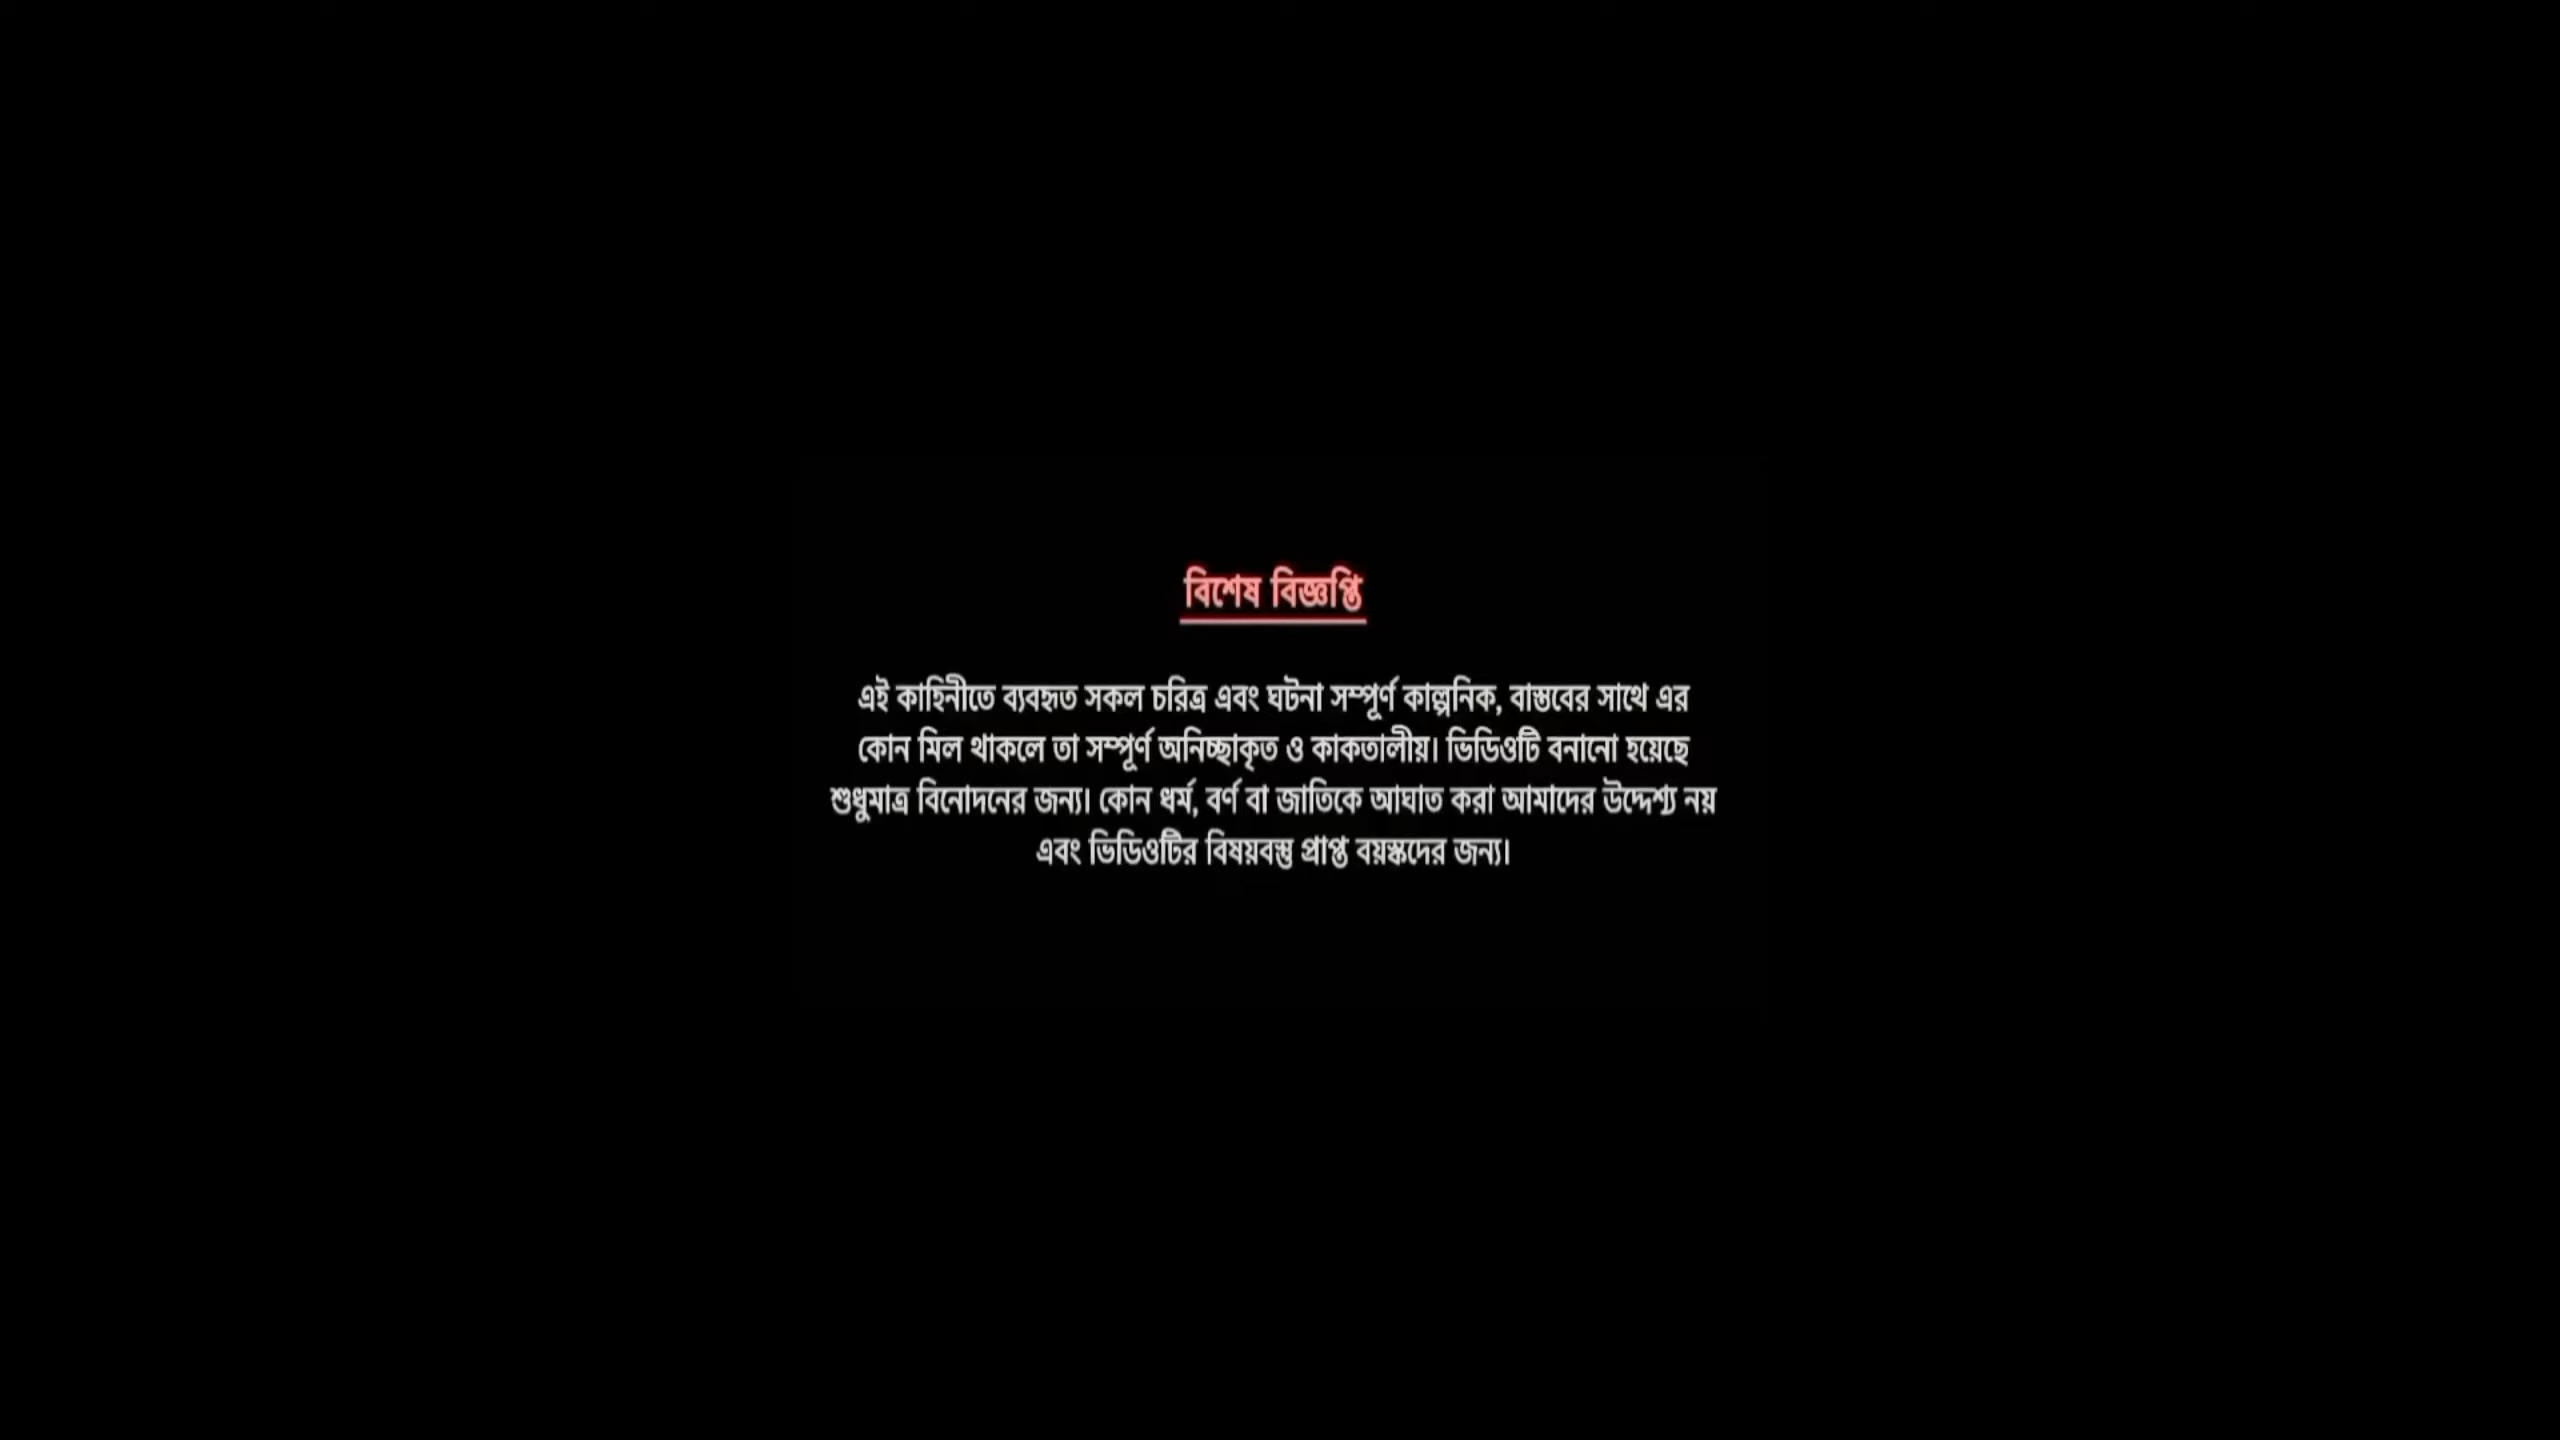 বিশেষ বিজ্ঞপ্তি
এই কাহিনীতে ব্যবহৃত সকল চরিত্র এবং ঘটনা সম্পূর্ণ কাল্পনিক, বাস্তবের সাথে এর
কোন মিল থাকলে তা সম্পূর্ণ অনিচ্ছাকৃত ও কাকতালীয়। ভিডিওটি বনানো হয়েছে
শুধুমাত্র বিনোদনের জন্য। কোন ধর্ম, বর্ণ বা জাতিকে আঘাত করা আমাদের উদ্দেশ্য নয়
এবং ভিডিওটির বিষয়বস্তু প্রাপ্ত বয়স্কদের জন্য।